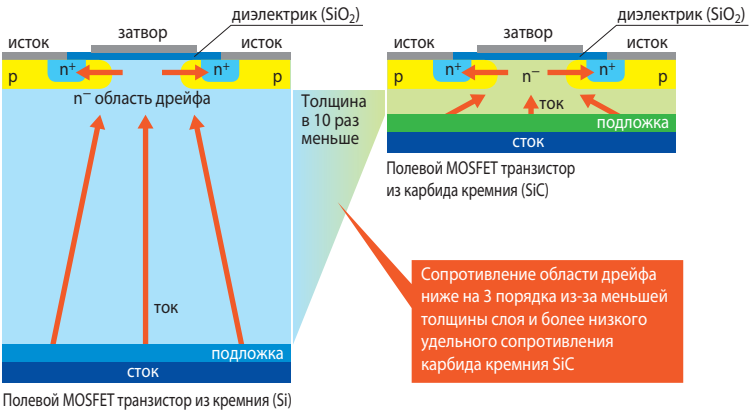 диэлектрик (SiO₂)
затвор
исток
исток
n⁺
n⁺
p
p
n⁻ область дрейфа
ток
подложка
сток
Полевой MOSFET транзистор из кремния (Si)
Толщина
в 10 раз
меньше
диэлектрик (SiO₂)
затвор
исток
исток
n⁺
n⁻
n⁺
p
p
ток
подложка
сток
Полевой MOSFET транзистор
из карбида кремния (SiC)
Сопротивление области дрейфа
ниже на 3 порядка из-за меньшей
толщины слоя и более низкого
удельного сопротивления
карбида кремния SiC